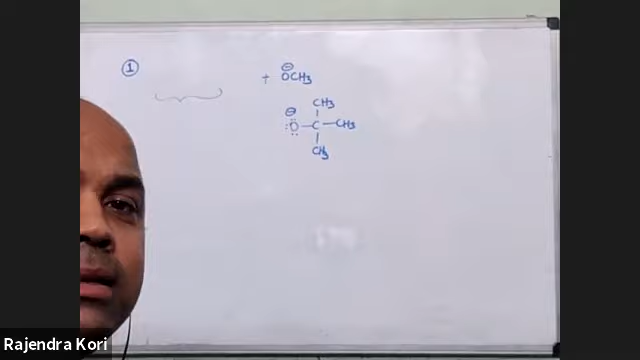 ①
+ ⊖
OCH3
⊖ CH3
:Ö — C — CH3
CH3
Rajendra Kori